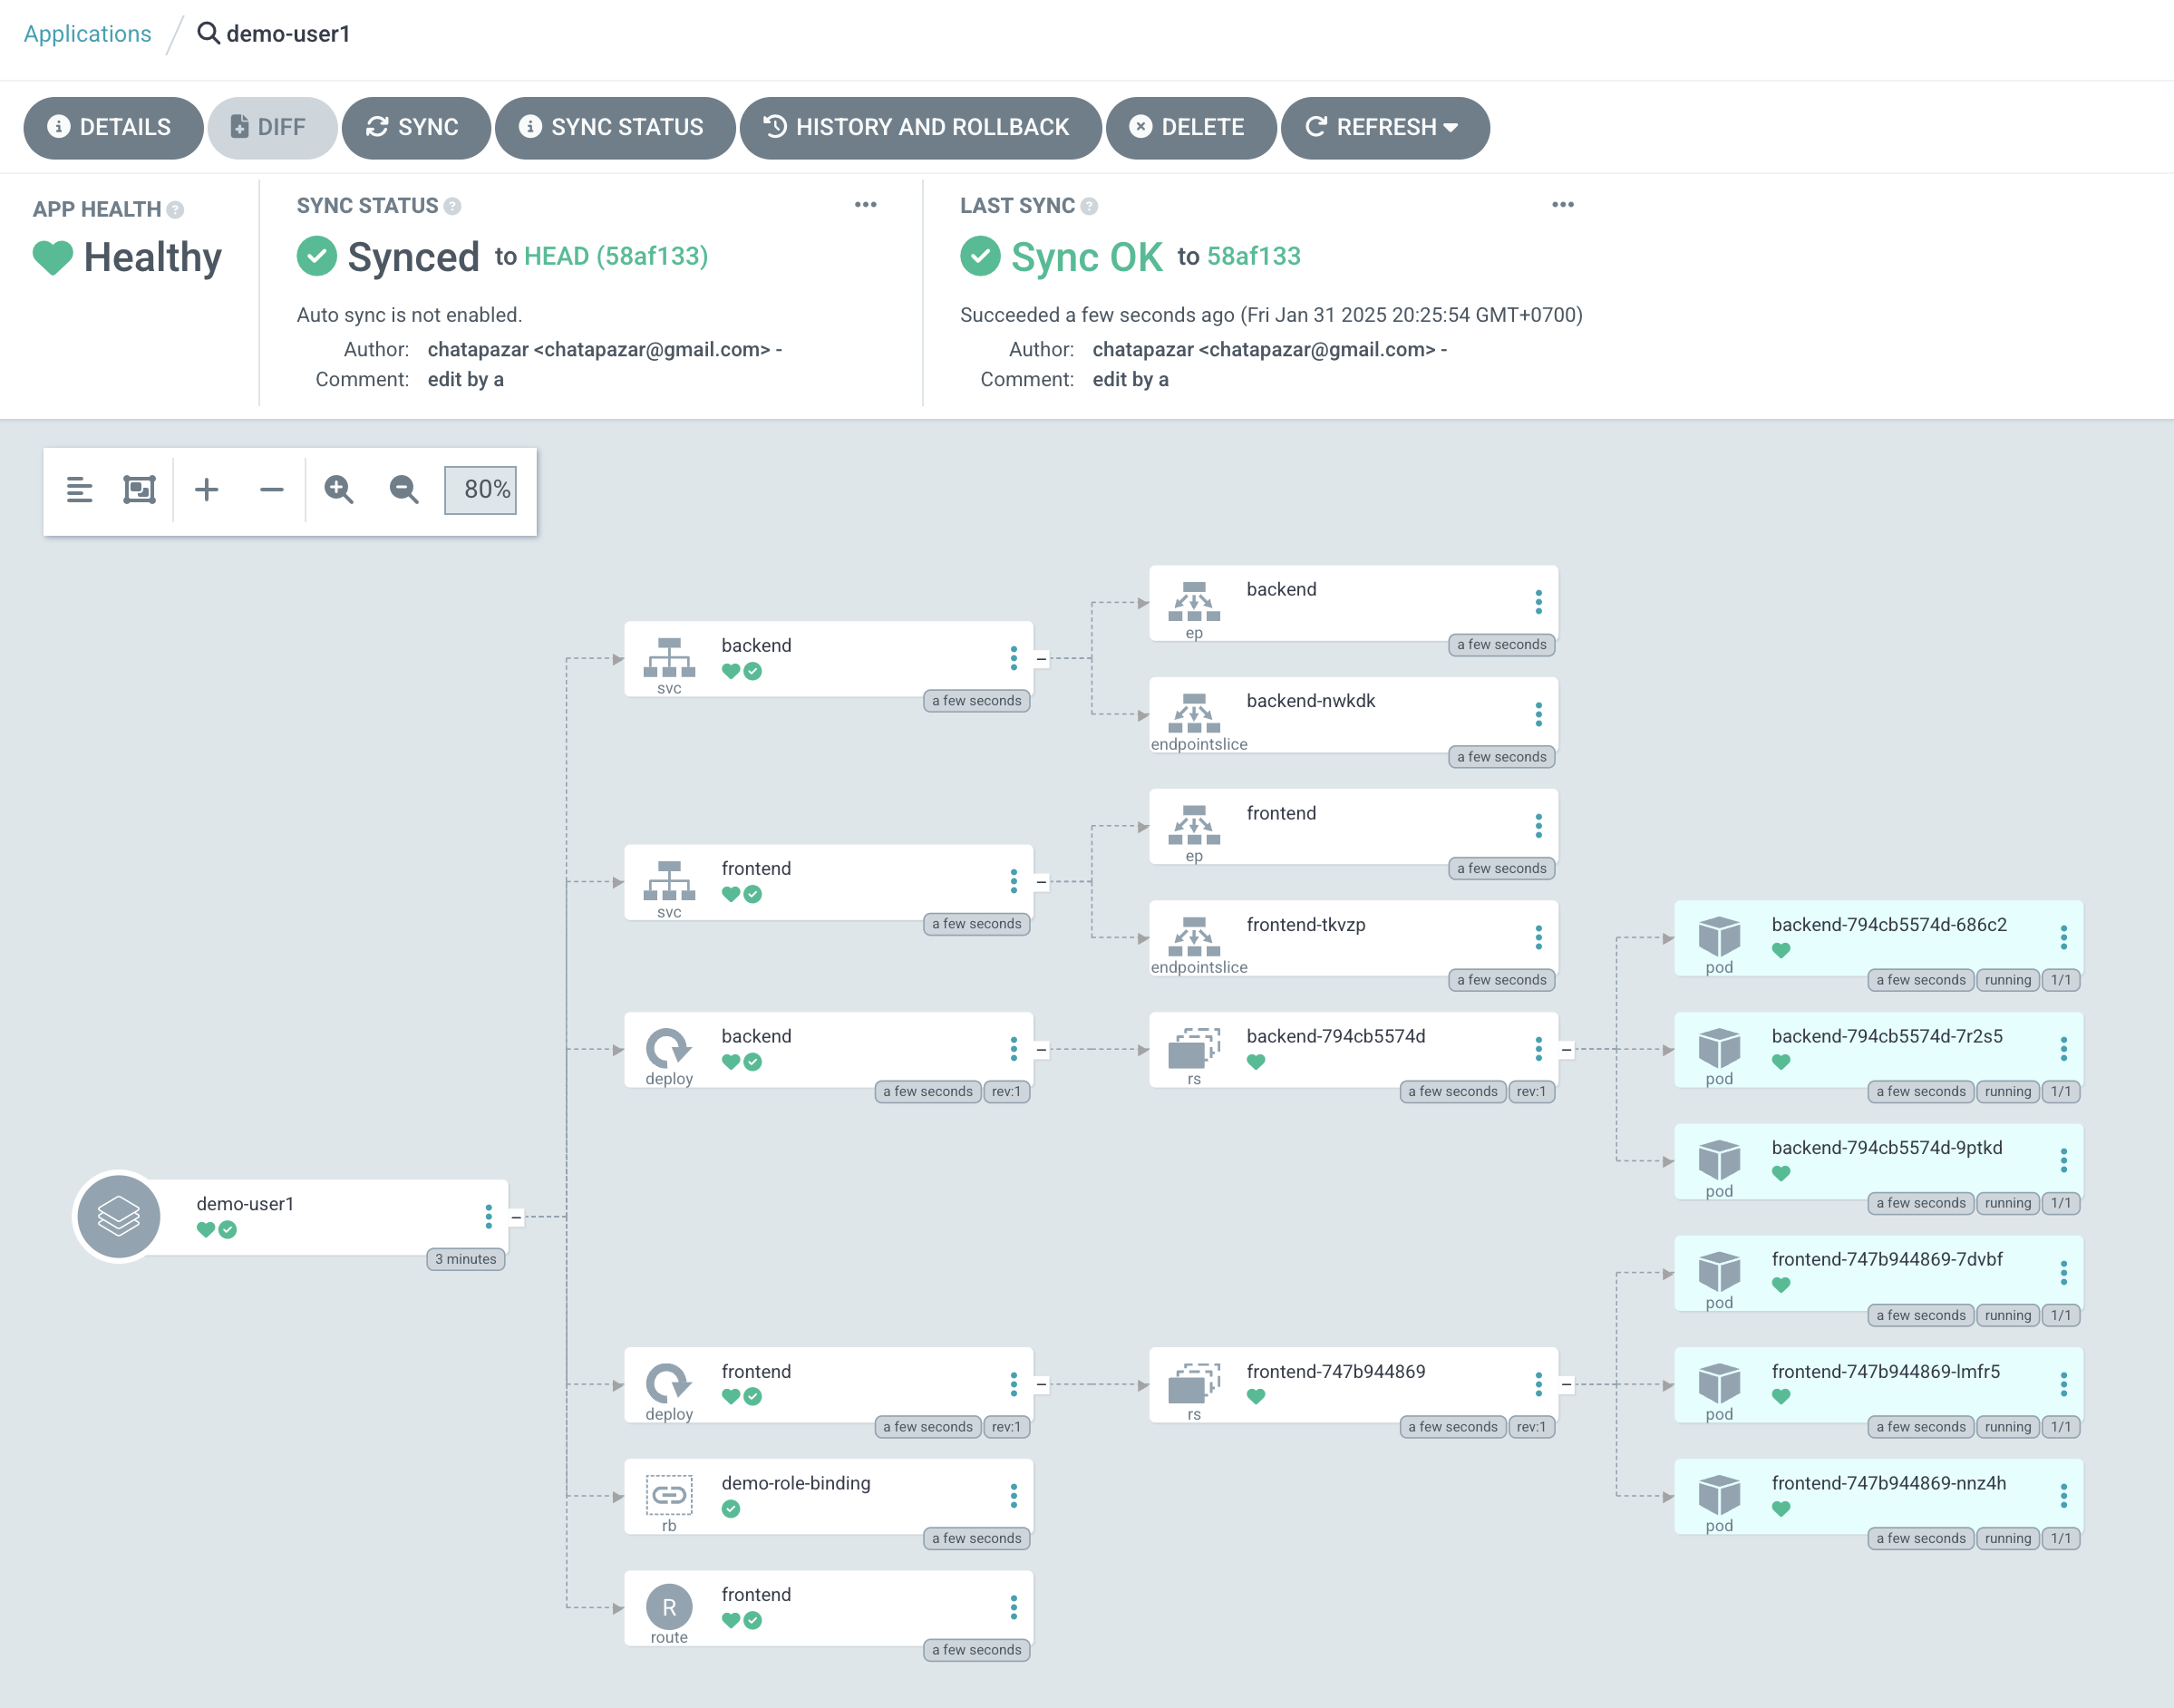 Applications / demo-user1
DETAILS DIFF SYNC SYNC STATUS HISTORY AND ROLLBACK DELETE REFRESH
APP HEALTH ?
Healthy
SYNC STATUS ?
Synced to HEAD (58af133)
Auto sync is not enabled.
Author: chatapazar <chatapazar@gmail.com> -
Comment: edit by a
LAST SYNC ?
Sync OK to 58af133
Succeeded a few seconds ago (Fri Jan 31 2025 20:25:54 GMT+0700)
Author: chatapazar <chatapazar@gmail.com> -
Comment: edit by a
80%
demo-user1
3 minutes
backend
svc
a few seconds
frontend
svc
a few seconds
backend
deploy
a few seconds rev:1
frontend
deploy
a few seconds rev:1
demo-role-binding
rb
a few seconds
frontend
R
route
a few seconds
backend
ep
a few seconds
backend-nwkdk
endpointslice
a few seconds
frontend
ep
a few seconds
frontend-tkvzp
endpointslice
a few seconds
backend-794cb5574d
rs
a few seconds rev:1
frontend-747b944869
rs
a few seconds rev:1
backend-794cb5574d-686c2
pod
a few seconds running 1/1
backend-794cb5574d-7r2s5
pod
a few seconds running 1/1
backend-794cb5574d-9ptkd
pod
a few seconds running 1/1
frontend-747b944869-7dvbf
pod
a few seconds running 1/1
frontend-747b944869-lmfr5
pod
a few seconds running 1/1
frontend-747b944869-nnz4h
pod
a few seconds running 1/1